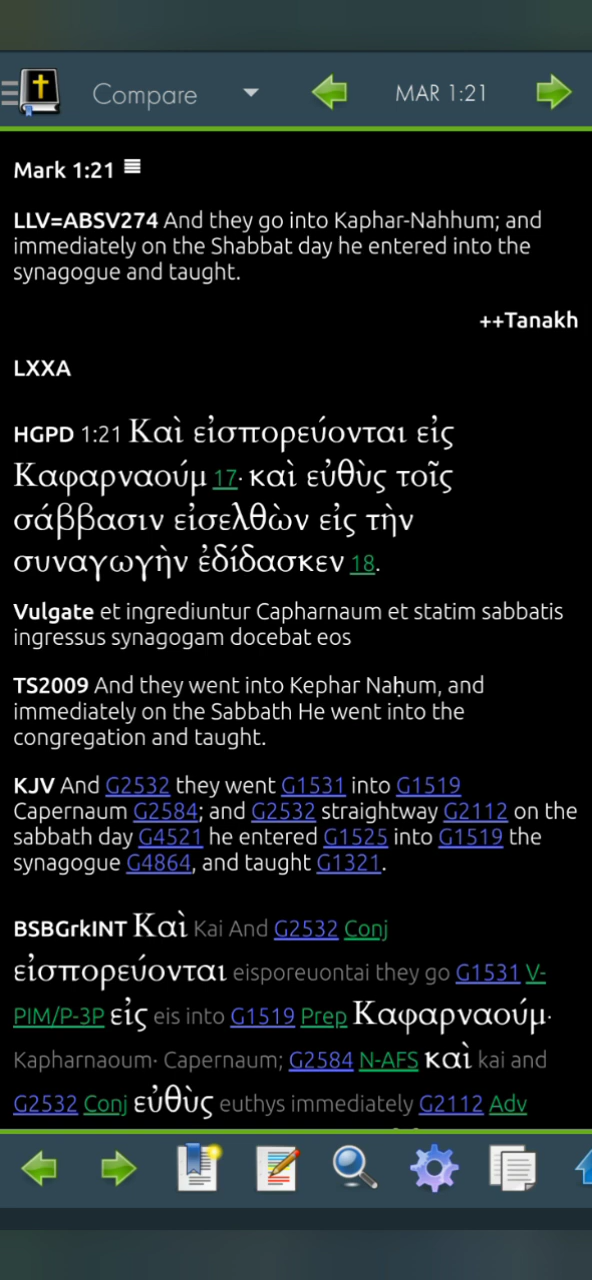 Compare
MAR 1:21
Mark 1:21
LLV=ABSV274 And they go into Kaphar-Nahhum; and
immediately on the Shabbat day he entered into the
synagogue and taught.
++Tanakh
LXXA
HGPD 1:21 Καὶ εἰσπορεύονται εἰς
Καφαρναούμ 17· καὶ εὐθὺς τοῖς
σάββασιν εἰσελθὼν εἰς τὴν
συναγωγὴν ἐδίδασκεν 18.
Vulgate et ingrediuntur Capharnaum et statim sabbatis
ingressus synagogam docebat eos
TS2009 And they went into Kephar Naḥum, and
immediately on the Sabbath He went into the
congregation and taught.
KJV And G2532 they went G1531 into G1519
Capernaum G2584; and G2532 straightway G2112 on the
sabbath day G4521 he entered G1525 into G1519 the
synagogue G4864, and taught G1321.
BSBGrkINT Καὶ Kai And G2532 Conj
εἰσπορεύονται eisporeuontai they go G1531 V-
PIM/P-3P εἰς eis into G1519 Prep Καφαρναούμ·
Kapharnaoum· Capernaum; G2584 N-AFS καὶ kai and
G2532 Conj εὐθὺς euthys immediately G2112 Adv